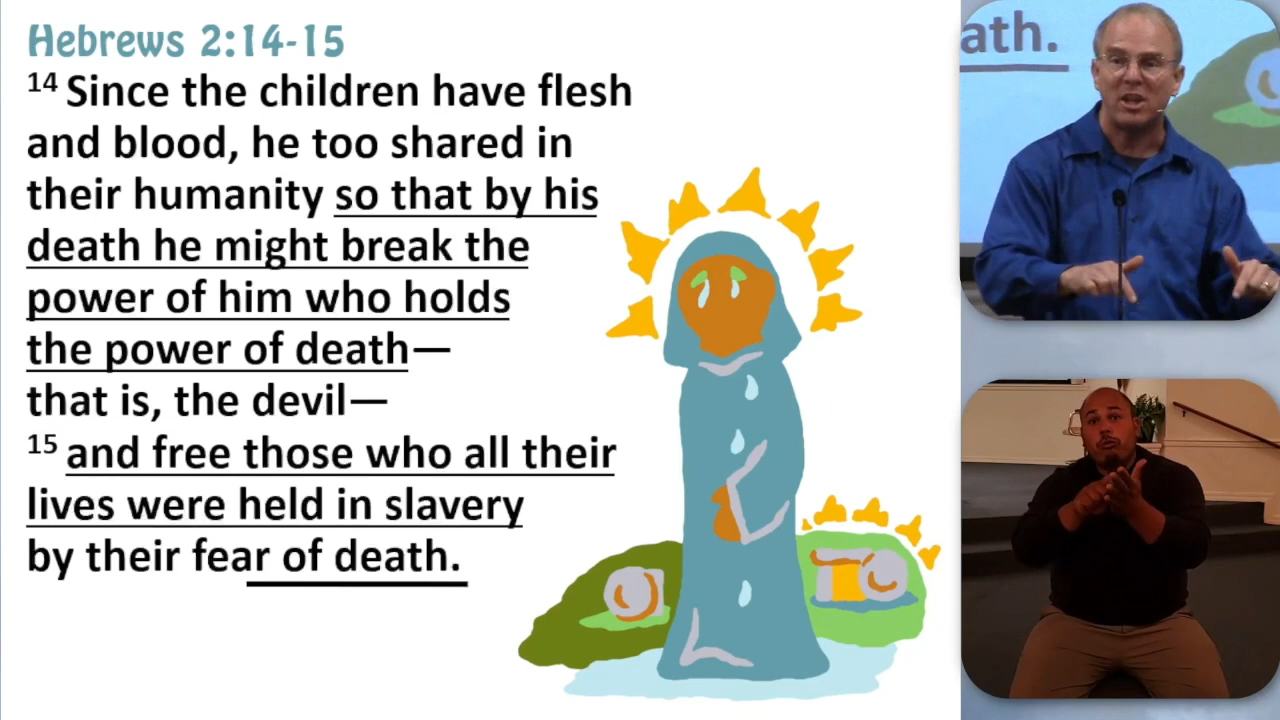 Hebrews 2:14-15
14 Since the children have flesh
and blood, he too shared in
their humanity so that by his
death he might break the
power of him who holds
the power of death—
that is, the devil—
15 and free those who all their
lives were held in slavery
by their fear of death.
ath.